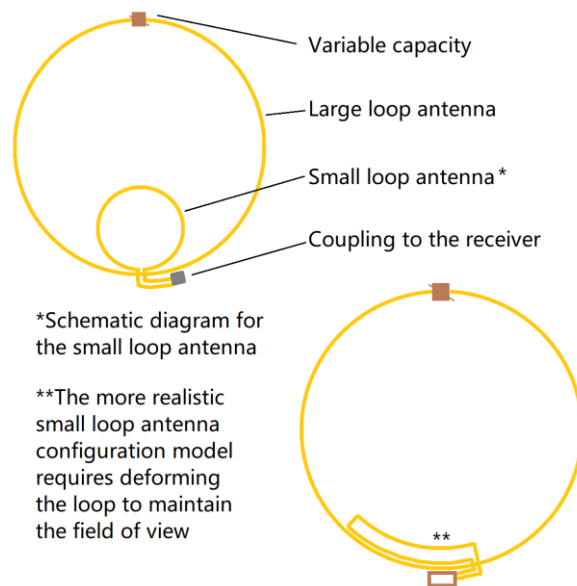 Variable capacity
Large loop antenna
Small loop antenna*
Coupling to the receiver
*Schematic diagram for
the small loop antenna
**The more realistic
small loop antenna
configuration model
requires deforming
the loop to maintain
the field of view
**